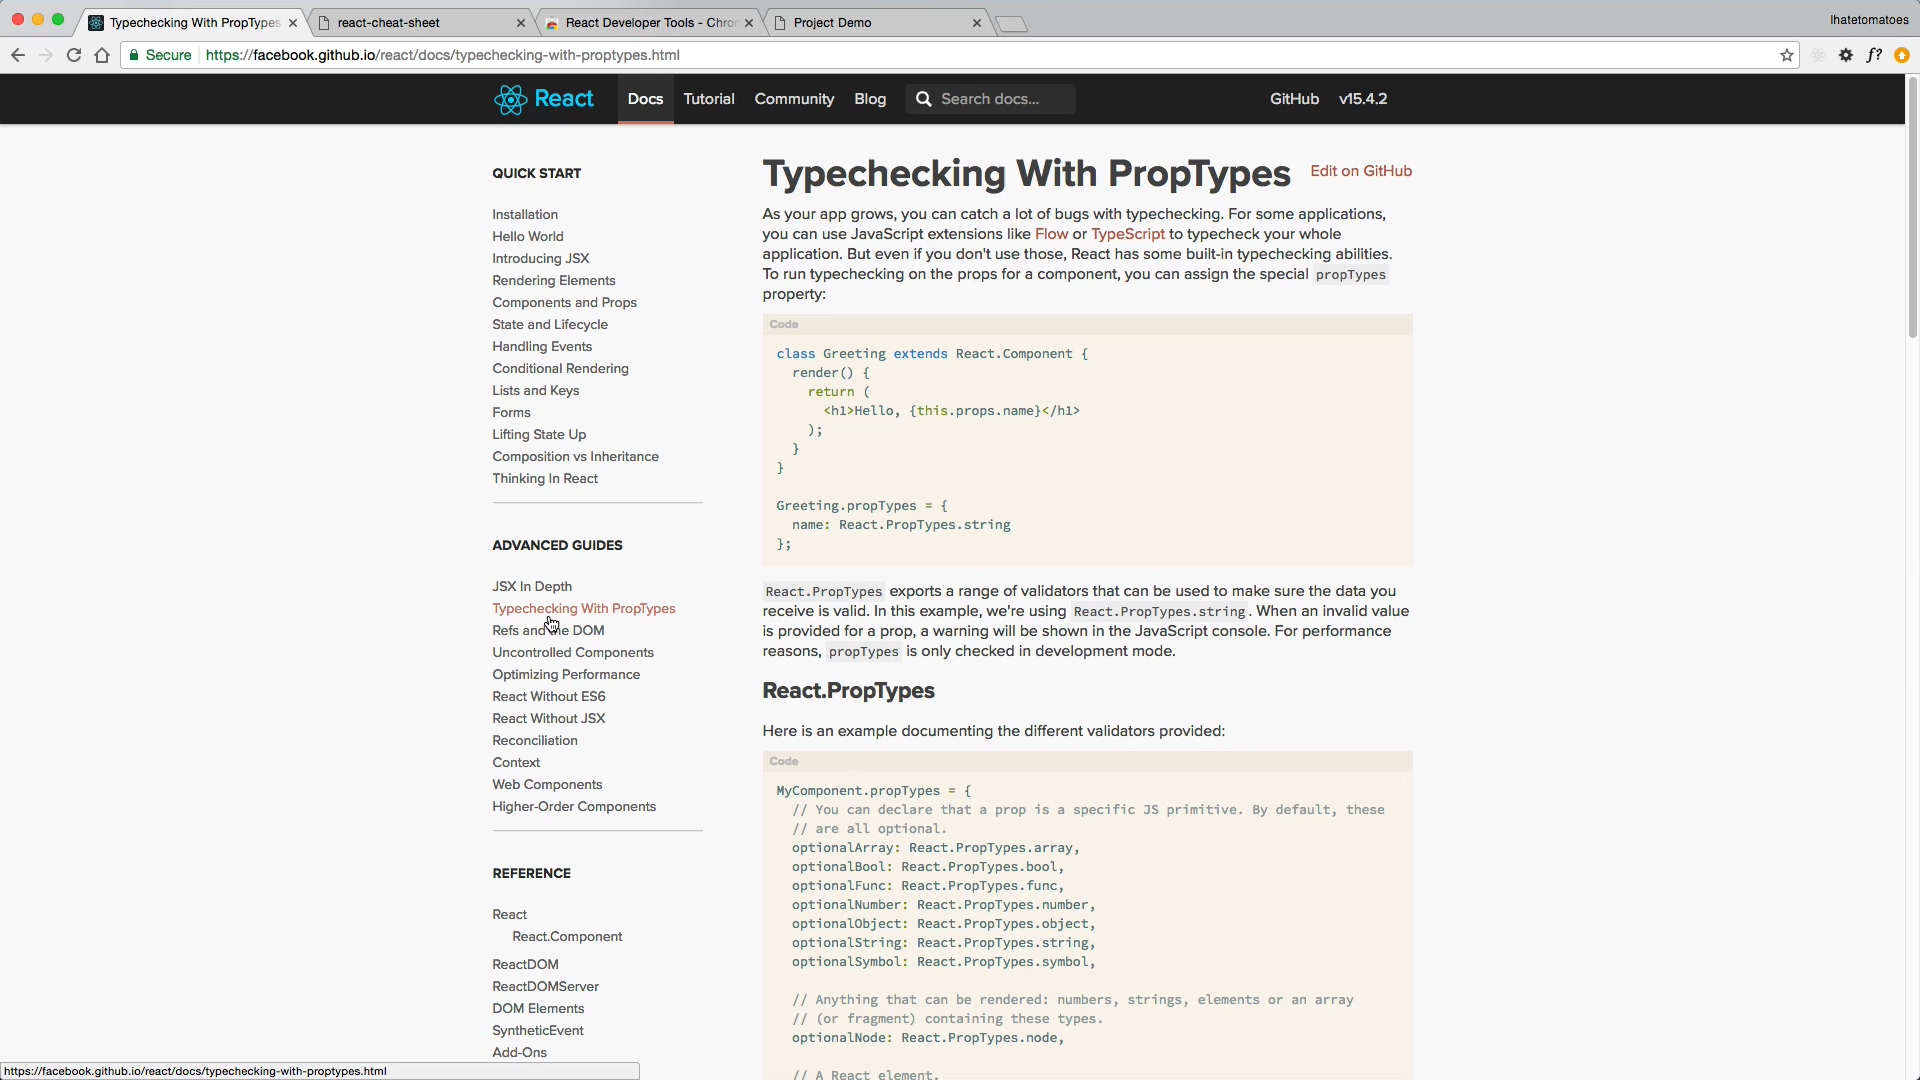 Typechecking With PropTypes
react-cheat-sheet
React Developer Tools - Chron
Project Demo
Ihatetomatoes
Secure
https://facebook.github.io/react/docs/typechecking-with-proptypes.html
f?
React
Docs
Tutorial
Community
Blog
Search docs...
GitHub
v15.4.2
QUICK START
Installation
Hello World
Introducing JSX
Rendering Elements
Components and Props
State and Lifecycle
Handling Events
Conditional Rendering
Lists and Keys
Forms
Lifting State Up
Composition vs Inheritance
Thinking In React
ADVANCED GUIDES
JSX In Depth
Typechecking With PropTypes
Refs and the DOM
Uncontrolled Components
Optimizing Performance
React Without ES6
React Without JSX
Reconciliation
Context
Web Components
Higher-Order Components
REFERENCE
React
React.Component
ReactDOM
ReactDOMServer
DOM Elements
SyntheticEvent
Add-Ons
Typechecking With PropTypes
Edit on GitHub
As your app grows, you can catch a lot of bugs with typechecking. For some applications,
you can use JavaScript extensions like Flow or TypeScript to typecheck your whole
application. But even if you don't use those, React has some built-in typechecking abilities.
To run typechecking on the props for a component, you can assign the special propTypes
property:
Code
class Greeting extends React.Component {
render() {
return (
<h1>Hello, {this.props.name}</h1>
);
}
}
Greeting.propTypes = {
name: React.PropTypes.string
};
React.PropTypes exports a range of validators that can be used to make sure the data you
receive is valid. In this example, we're using React.PropTypes.string. When an invalid value
is provided for a prop, a warning will be shown in the JavaScript console. For performance
reasons, propTypes is only checked in development mode.
React.PropTypes
Here is an example documenting the different validators provided:
Code
MyComponent.propTypes = {
// You can declare that a prop is a specific JS primitive. By default, these
// are all optional.
optionalArray: React.PropTypes.array,
optionalBool: React.PropTypes.bool,
optionalFunc: React.PropTypes.func,
optionalNumber: React.PropTypes.number,
optionalObject: React.PropTypes.object,
optionalString: React.PropTypes.string,
optionalSymbol: React.PropTypes.symbol,
// Anything that can be rendered: numbers, strings, elements or an array
// (or fragment) containing these types.
optionalNode: React.PropTypes.node,
// A React element.
https://facebook.github.io/react/docs/typechecking-with-proptypes.html